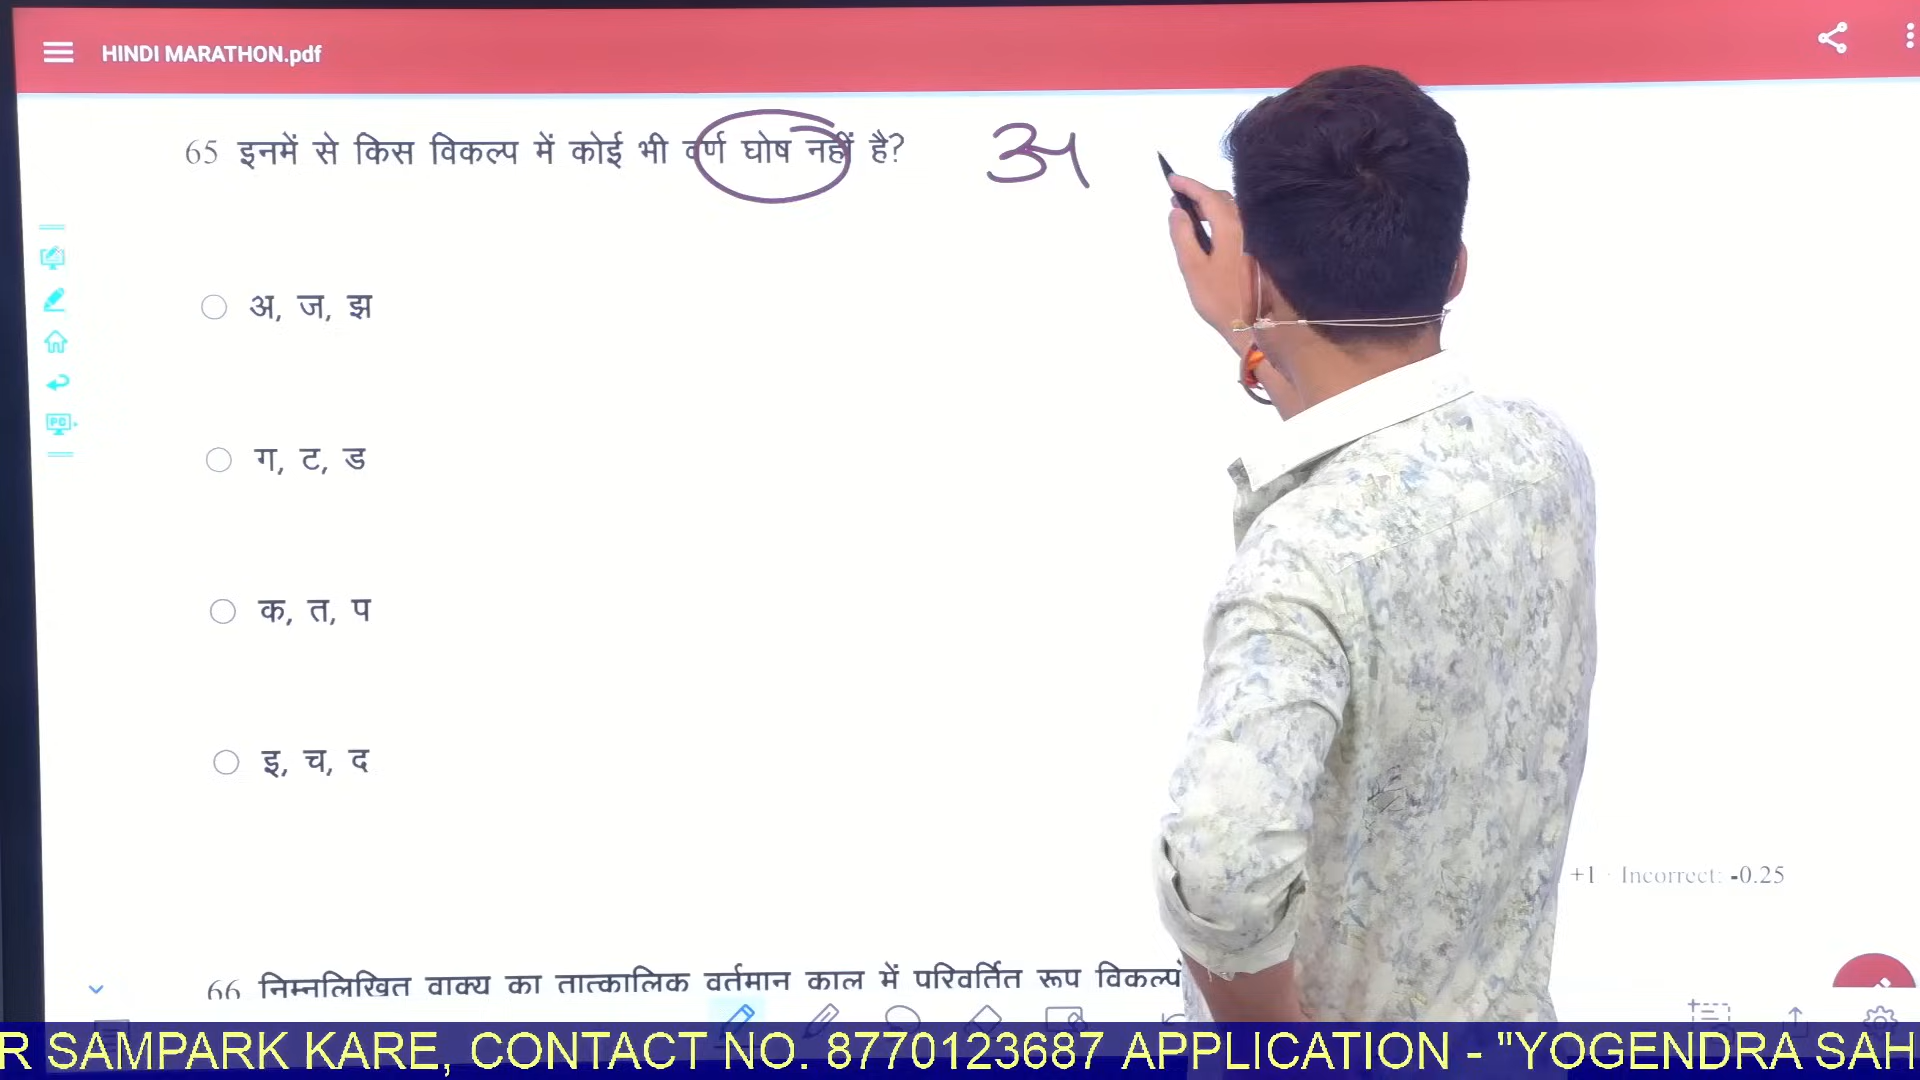 HINDI MARATHON.pdf
65 इनमें से किस विकल्प में कोई भी वर्ण घोष नहीं है?
अ
अ, ज, झ
ग, ट, ड
क, त, प
इ, च, द
+1 · Incorrect: -0.25
66 निम्नलिखित वाक्य का तात्कालिक वर्तमान काल में परिवर्तित रूप
R SAMPARK KARE, CONTACT NO. 8770123687 APPLICATION - "YOGENDRA SAH